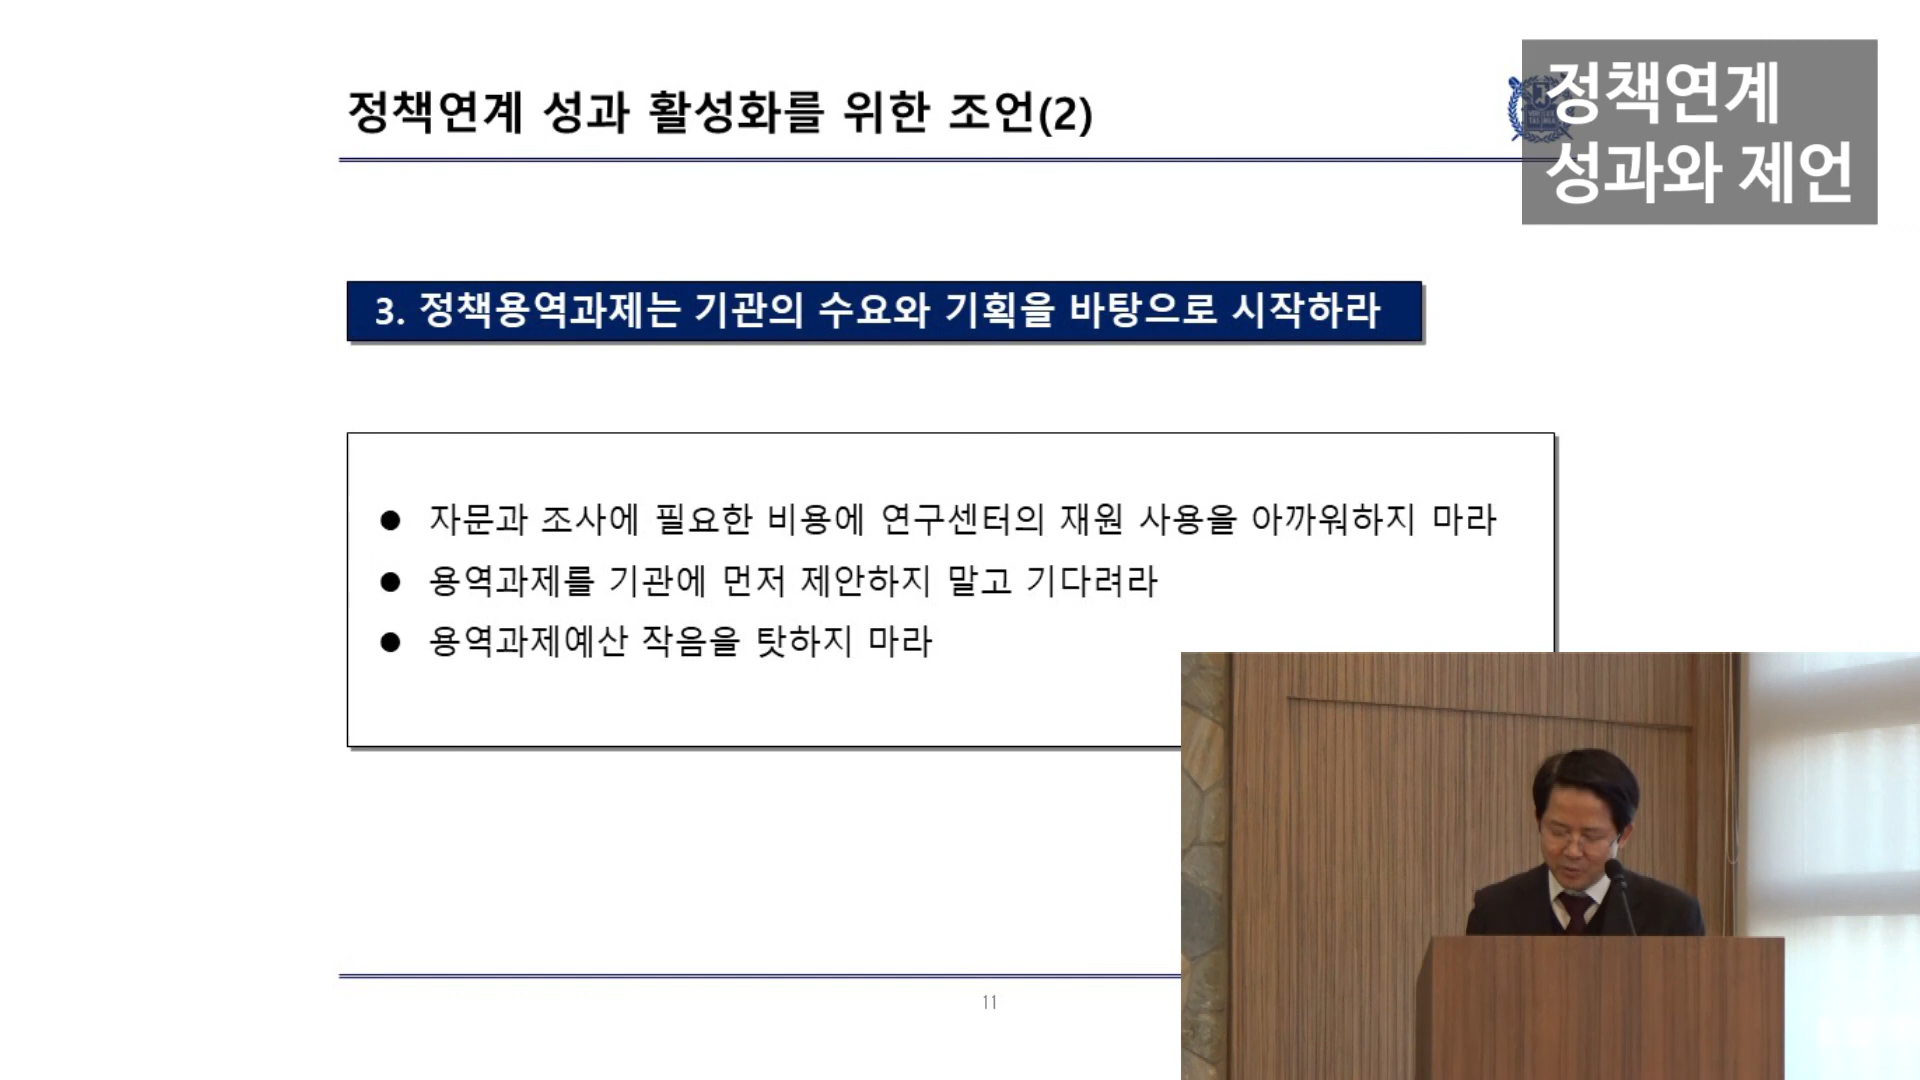 정책연계 성과 활성화를 위한 조언(2)
정책연계
성과와 제언
3. 정책용역과제는 기관의 수요와 기획을 바탕으로 시작하라
● 자문과 조사에 필요한 비용에 연구센터의 재원 사용을 아까워하지 마라
● 용역과제를 기관에 먼저 제안하지 말고 기다려라
● 용역과제예산 작음을 탓하지 마라
11